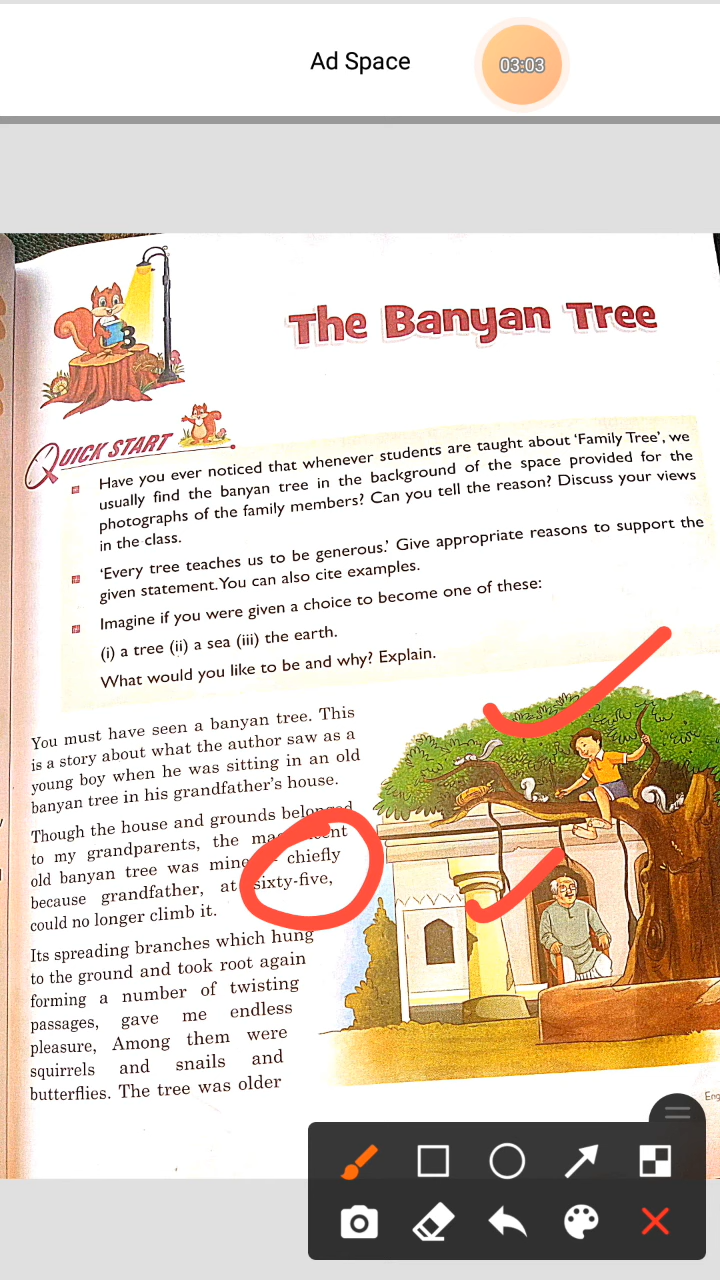 Ad Space
03:03
3
The Banyan Tree
QUICK START
Have you ever noticed that whenever students are taught about 'Family Tree', we
usually find the banyan tree in the background of the space provided for the
photographs of the family members? Can you tell the reason? Discuss your views
in the class.
'Every tree teaches us to be generous.' Give appropriate reasons to support the
given statement. You can also cite examples.
Imagine if you were given a choice to become one of these:
(i) a tree (ii) a sea (iii) the earth.
What would you like to be and why? Explain.
You must have seen a banyan tree. This
is a story about what the author saw as a
young boy when he was sitting in an old
banyan tree in his grandfather's house.
Though the house and grounds belonged
to my grandparents, the
old banyan tree was mine chiefly
because grandfather, at sixty-five,
could no longer climb it.
Its spreading branches which hung
to the ground and took root again
forming a number of twisting
passages, gave me endless
pleasure, Among them were
squirrels and snails and
butterflies. The tree was older